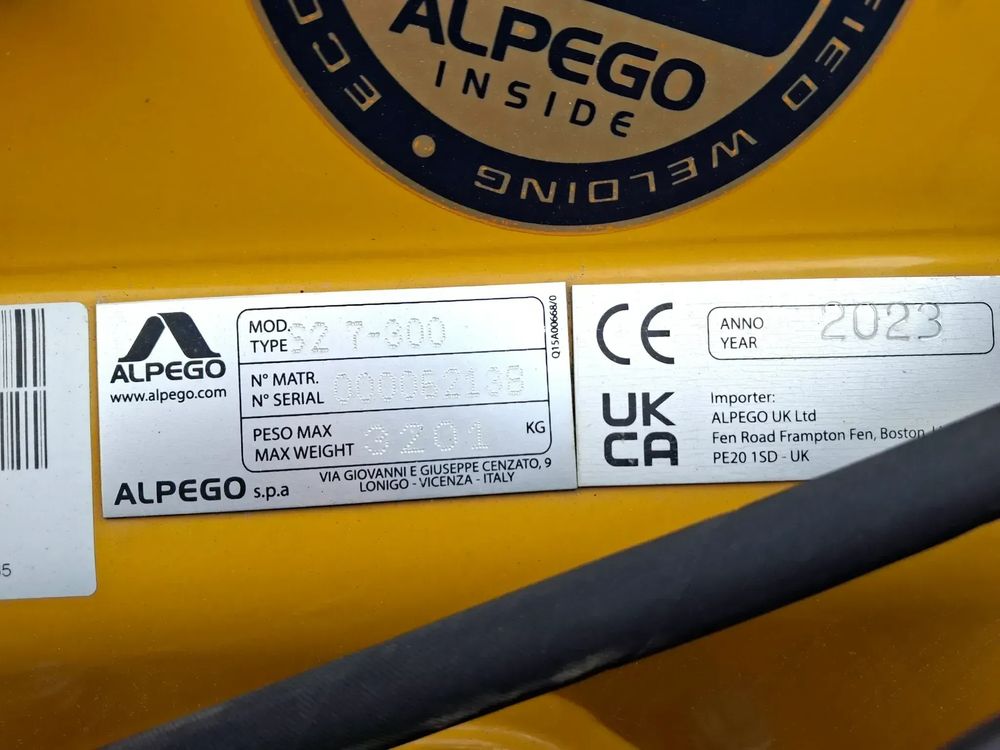 ALPEGO
INSIDE
WELDING
ALPEGO
www.alpego.com
MOD.
TYPE 7-300
N° MATR.
N° SERIAL
PESO MAX
MAX WEIGHT 3201 KG
Q15A00668/0
ALPEGO s.p.a
VIA GIOVANNI E GIUSEPPE CENZATO, 9
LONIGO - VICENZA - ITALY
CE
ANNO
YEAR 2023
UK
CA
Importer:
ALPEGO UK Ltd
Fen Road Frampton Fen, Boston,
PE20 1SD - UK